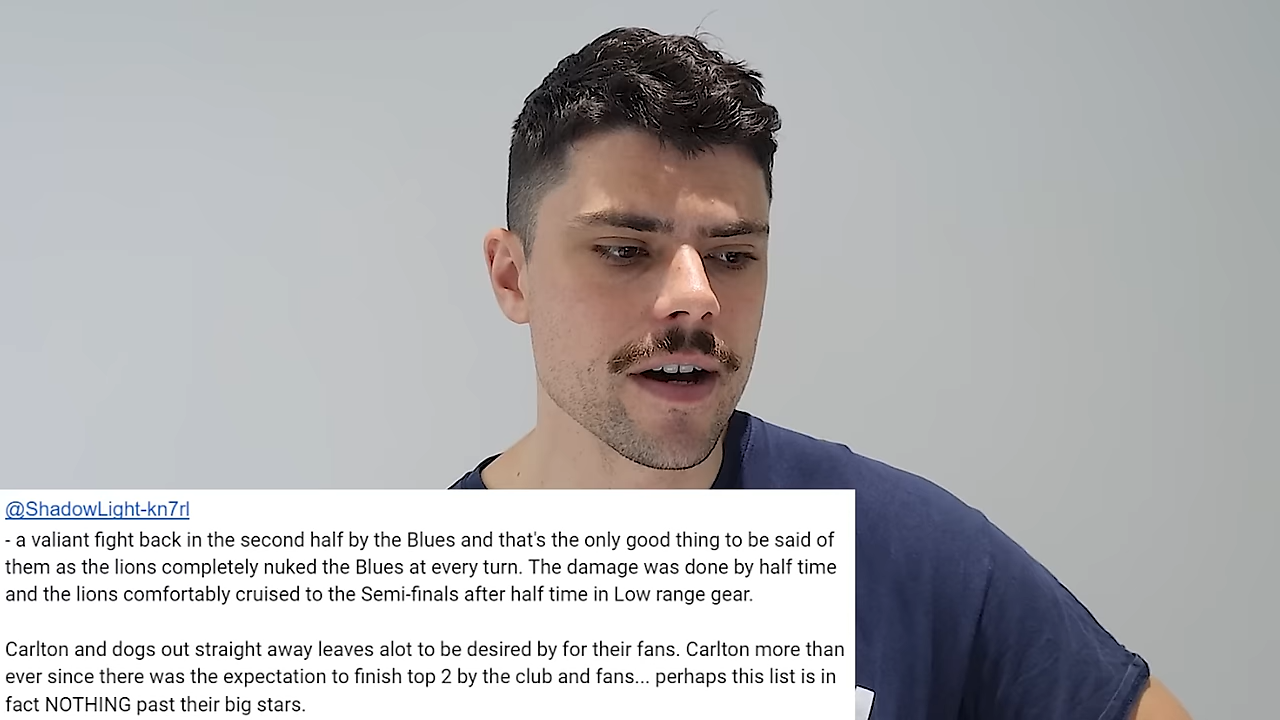 @ShadowLight-kn7rl
- a valiant fight back in the second half by the Blues and that's the only good thing to be said of
them as the lions completely nuked the Blues at every turn. The damage was done by half time
and the lions comfortably cruised to the Semi-finals after half time in Low range gear.
Carlton and dogs out straight away leaves alot to be desired by for their fans. Carlton more than
ever since there was the expectation to finish top 2 by the club and fans... perhaps this list is in
fact NOTHING past their big stars.